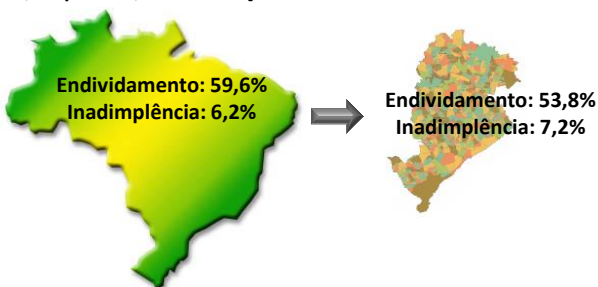 Endividamento: 59,6%
Inadimplência: 6,2%
Endividamento: 53,8%
Inadimplência: 7,2%